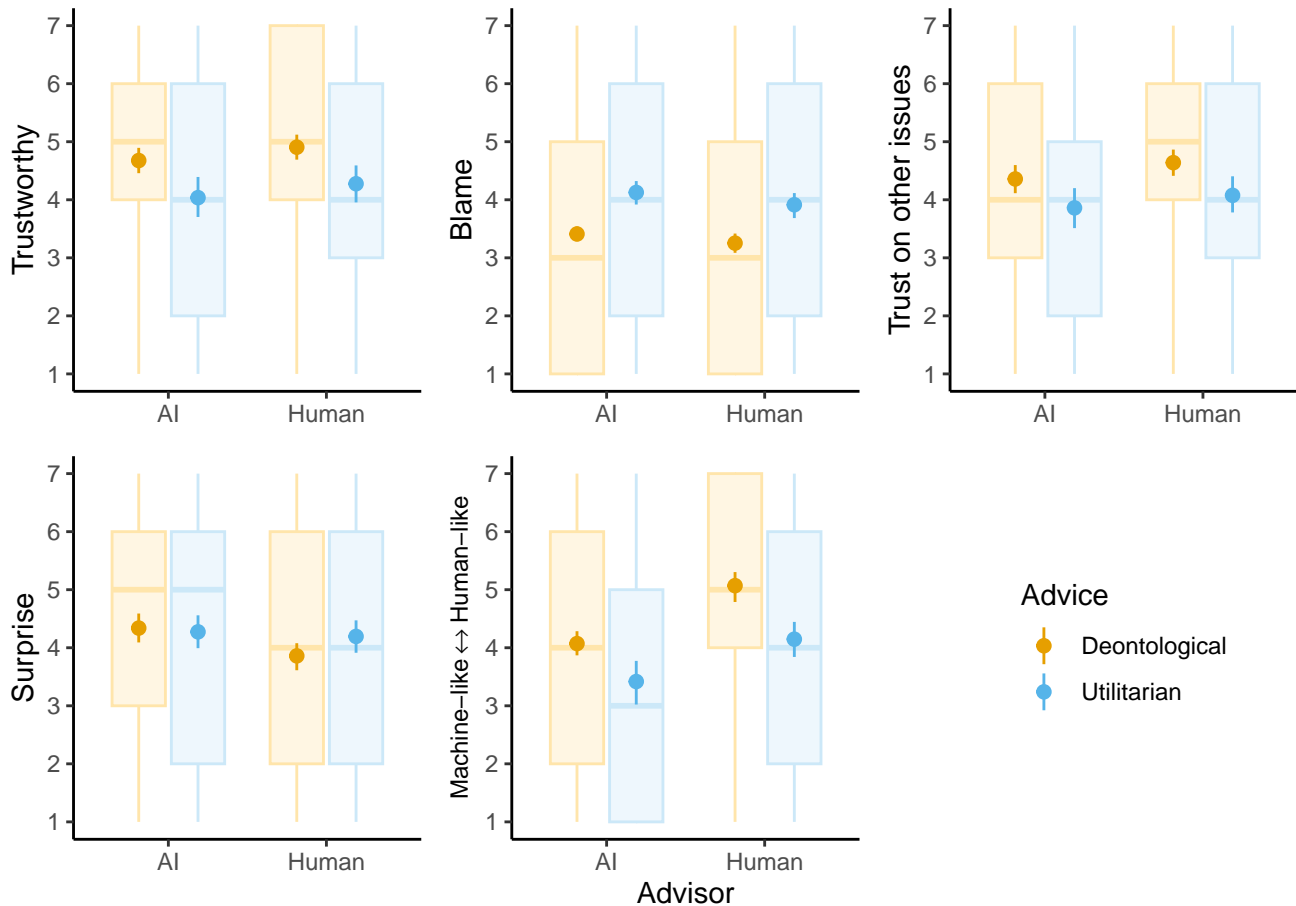 Trustworthy
7
6
5
4
3
2
1
AI Human
Blame
7
6
5
4
3
2
1
AI Human
Trust on other issues
7
6
5
4
3
2
1
AI Human
Surprise
7
6
5
4
3
2
1
AI Human
Machine−like ↔ Human−like
7
6
5
4
3
2
1
AI Human
Advisor
Advice
Deontological
Utilitarian